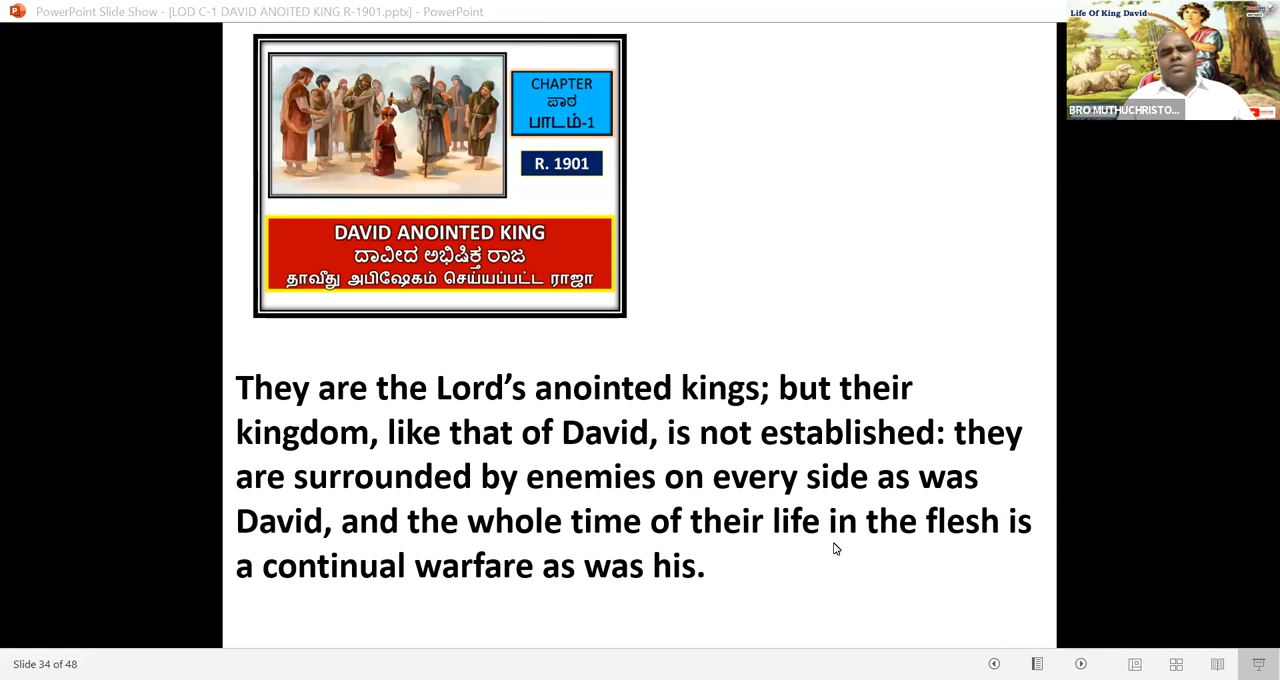 PowerPoint Slide Show - [LOD C-1 DAVID ANOITED KING R-1901.pptx] - PowerPoint
Life Of King David
BRO MUTHUCHRISTO...
CHAPTER
ಪಾಠ
பாடம்-1
R. 1901
DAVID ANOINTED KING
ದಾವೀದ ಅಭಿಷಿಕ್ತ ರಾಜ
தாவீது அபிஷேகம் செய்யப்பட்ட ராஜா
They are the Lord’s anointed kings; but their
kingdom, like that of David, is not established: they
are surrounded by enemies on every side as was
David, and the whole time of their life in the flesh is
a continual warfare as was his.
Slide 34 of 48